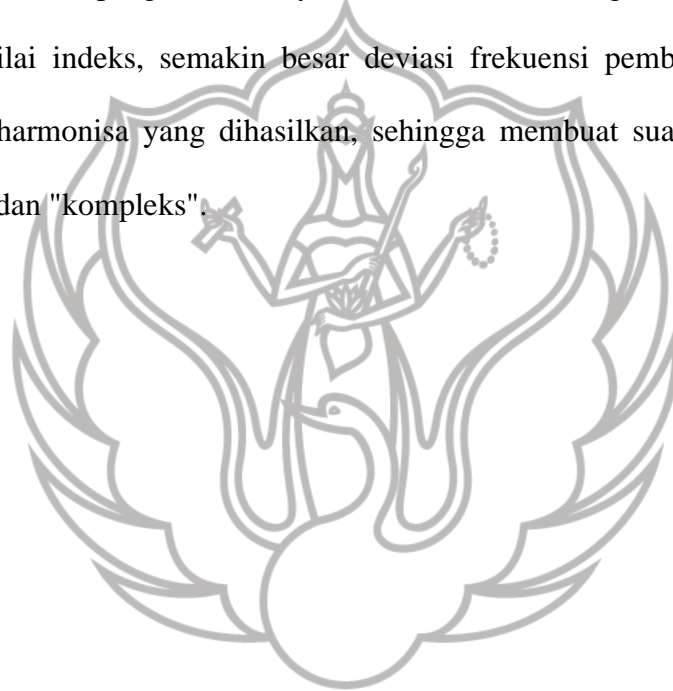 ilai indeks, semakin besar deviasi frekuensi pemb
harmonisa yang dihasilkan, sehingga membuat sua
dan "kompleks".